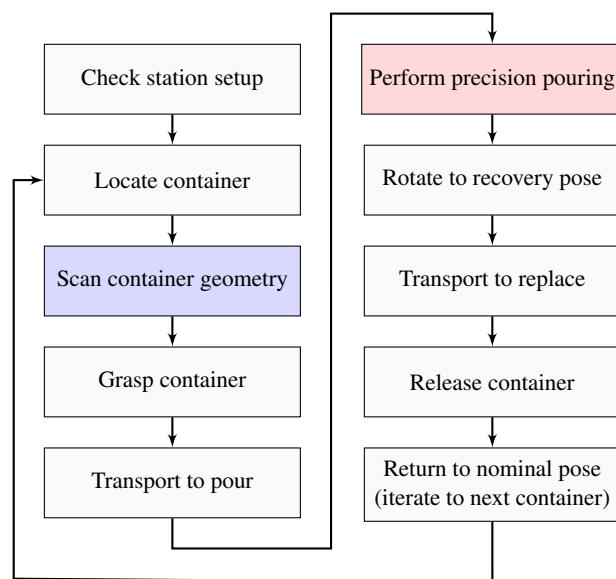 Check station setup
Locate container
Scan container geometry
Grasp container
Transport to pour
Perform precision pouring
Rotate to recovery pose
Transport to replace
Release container
Return to nominal pose
(iterate to next container)